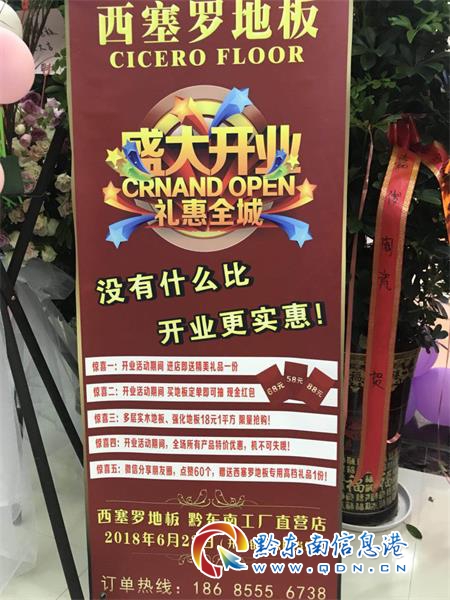 西塞罗地板
CICERO FLOOR
盛大开业
CRNAND OPEN
礼惠全城
没有什么比
开业更实惠!
惊喜一:开业活动期间 进店即送精美礼品一份
惊喜二:开业活动期间 买地板定单即可抽 现金红包
68元 58元 88元
惊喜三:多层实木地板、强化地板18元1平方 限量抢购!
惊喜四:开业活动期间,全场所有产品特价优惠,机不可失哦!
惊喜五:微信分享朋友圈,点赞60个,赠送西塞罗地板专用高档礼品1份!
西塞罗地板 黔东南工厂直营店
2018年6月2
订单热线:186 8556 6738
陶瓷
贺
福
黔东南信息港
www.QDN.CN